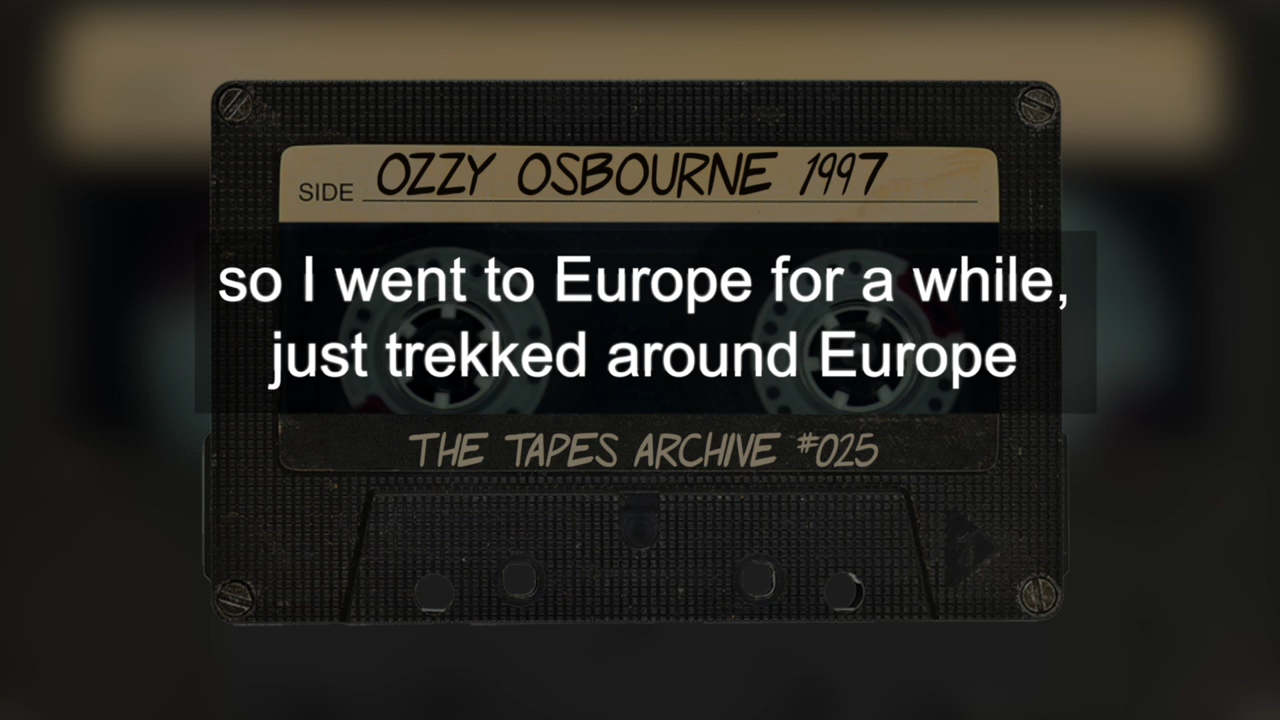 OZZY OSBOURNE 1997
SIDE
so I went to Europe for a while,
just trekked around Europe
THE TAPES ARCHIVE #025